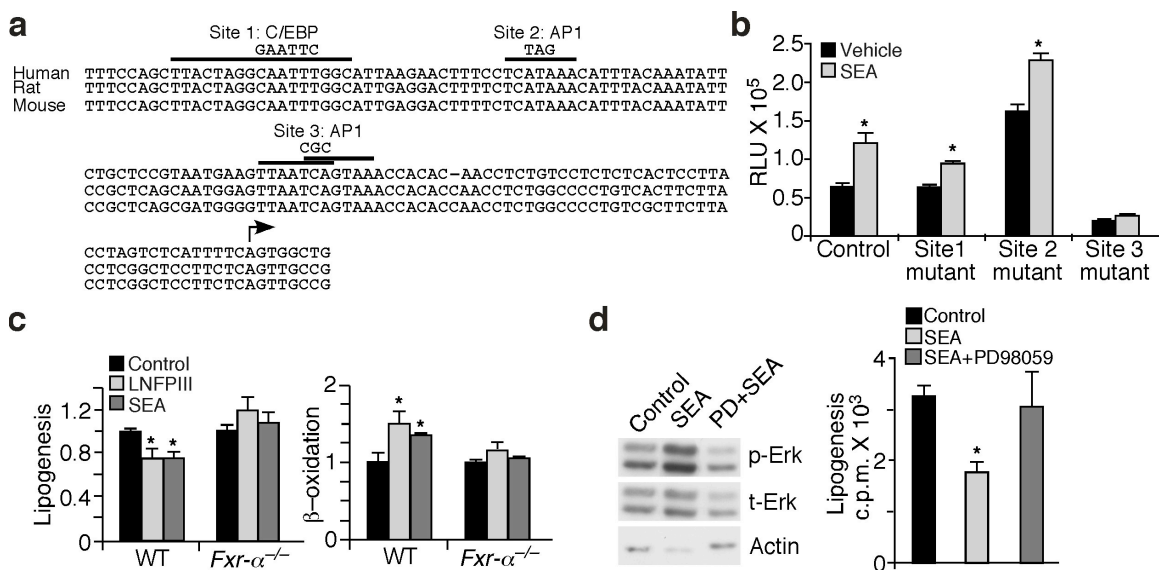 a
Site 1: C/EBP
GAATTC
Site 2: AP1
TAG
Human TTTCCAGCTTACTAGGCAATTTGGCATTAAGAACTTTCCTCATAAACATTTACAAATATT
Rat TTTCCAGCTTACTAGGCAATTTGGCATTGAGGACTTTTCTCATAAACATTTACAAATATT
Mouse TTTCCAGCTTACTAGGCAATTTGGCATTGAGGACTTTTCTCATAAACATTTACAAATATT
Site 3: AP1
CGC
CTGCTCCGTAATGAAGTTAATCAGTAAACCACAC–AACCTCTGTCCTCTCTCACTCCTTA
CCGCTCAGCAATGGAGTTAATCAGTAAACCACACCAACCTCTGGCCCCTGTCACTTCTTA
CCGCTCAGCGATGGGGTTAATCAGTAAACCACACCAACCTCTGGCCCCTGTCGCTTCTTA
CCTAGTCTCATTTTCAGTGGCTG
CCTCGGCTCCTTCTCAGTTGCCG
CCTCGGCTCCTTCTCAGTTGCCG
b
Vehicle
SEA
RLU X 10⁵
2.5
2.0
1.5
1.0
0.5
0
*
*
*
Control
Site1 mutant
Site 2 mutant
Site 3 mutant
c
Control
LNFPIII
SEA
Lipogenesis
1.2
0.8
0.4
0
* *
WT
Fxr-α⁻/⁻
β–oxidation
2
1
0
*
*
WT
Fxr-α⁻/⁻
d
Control
SEA
PD+SEA
p-Erk
t-Erk
Actin
Control
SEA
SEA+PD98059
Lipogenesis
c.p.m. X 10³
4
2
0
*